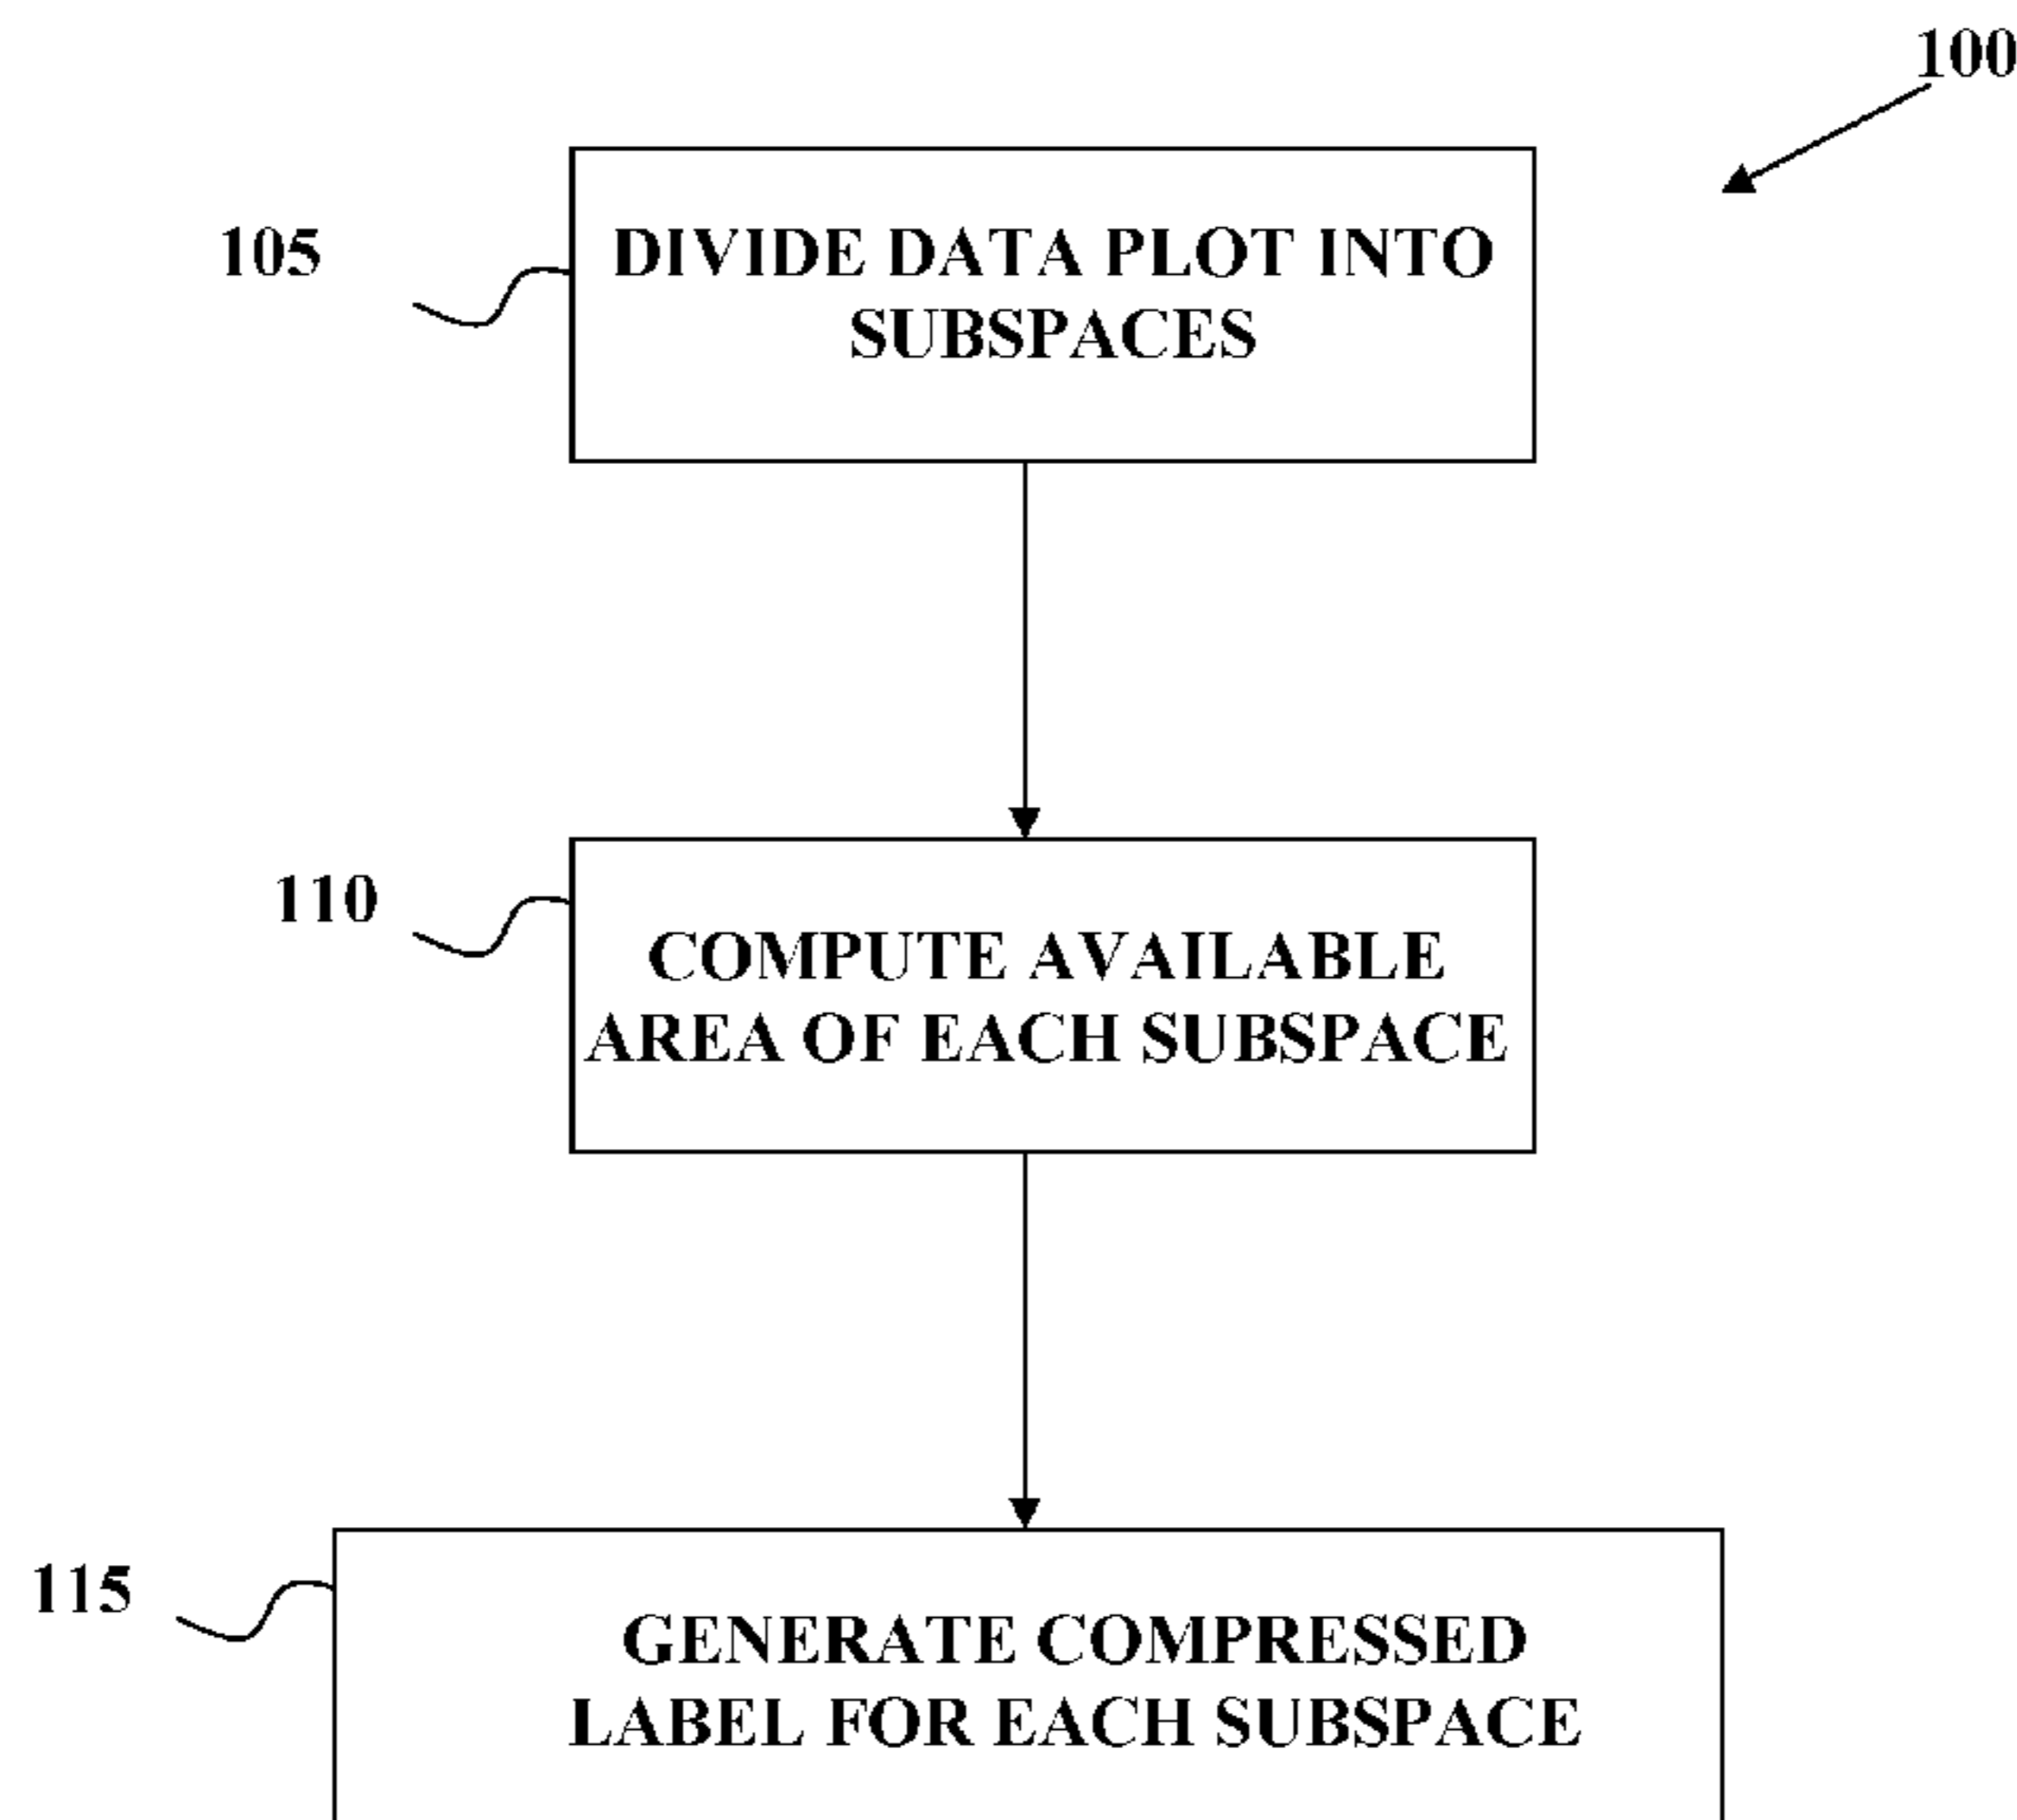 100
105
DIVIDE DATA PLOT INTO
SUBSPACES
110
COMPUTE AVAILABLE
AREA OF EACH SUBSPACE
115
GENERATE COMPRESSED
LABEL FOR EACH SUBSPACE